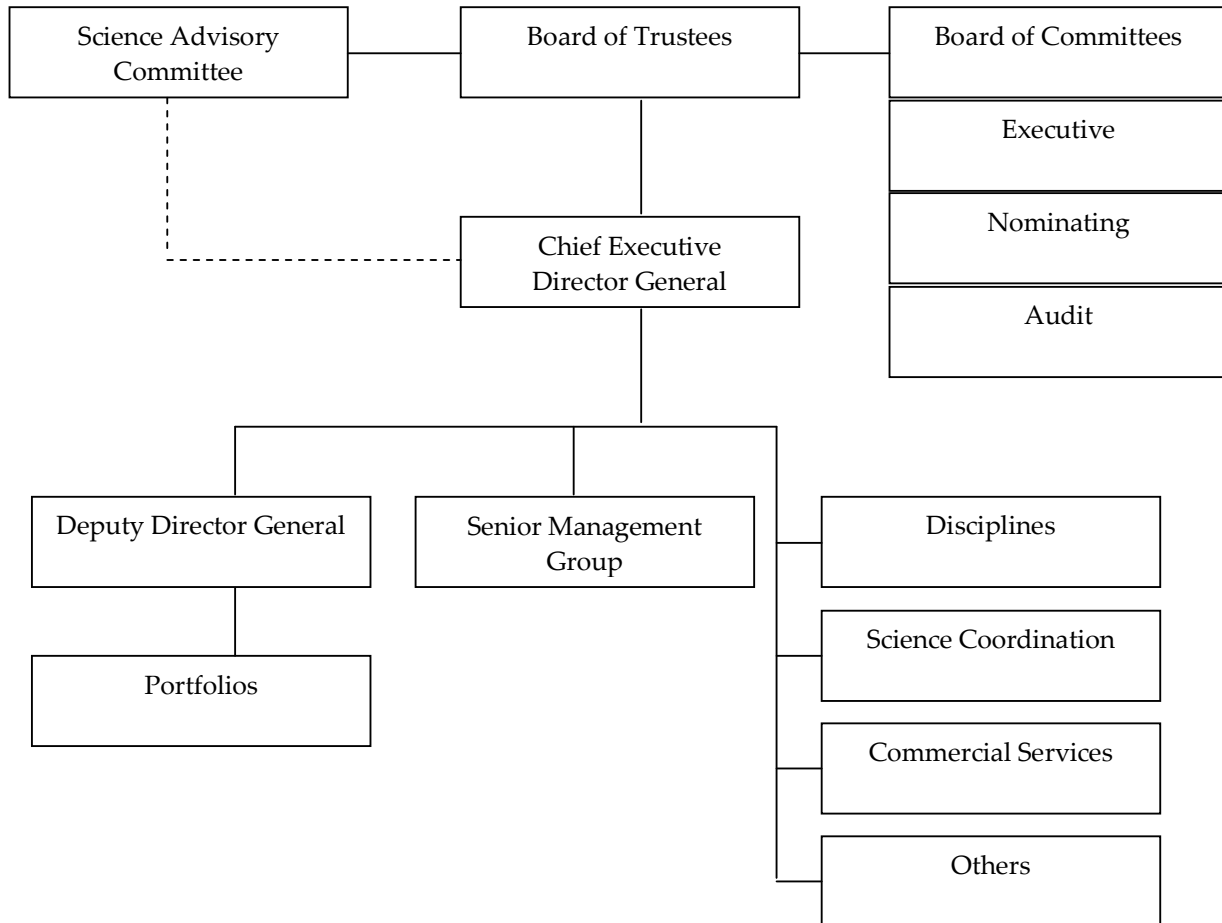 Science Advisory
Committee
Board of Trustees
Board of Committees
Executive
Nominating
Audit
Chief Executive
Director General
Deputy Director General
Senior Management
Group
Disciplines
Portfolios
Science Coordination
Commercial Services
Others